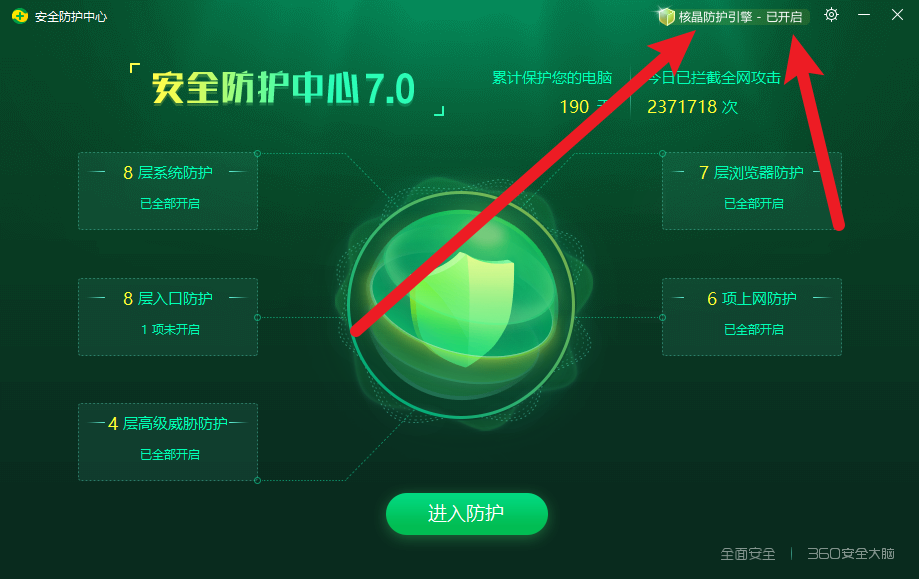 安全防护中心
核晶防护引擎 - 已开启
安全防护中心7.0
累计保护您的电脑
190 天
今日已拦截全网攻击
2371718 次
8 层系统防护
已全部开启
7 层浏览器防护
已全部开启
8 层入口防护
1 项未开启
6 项上网防护
已全部开启
4 层高级威胁防护
已全部开启
进入防护
全面安全 | 360安全大脑